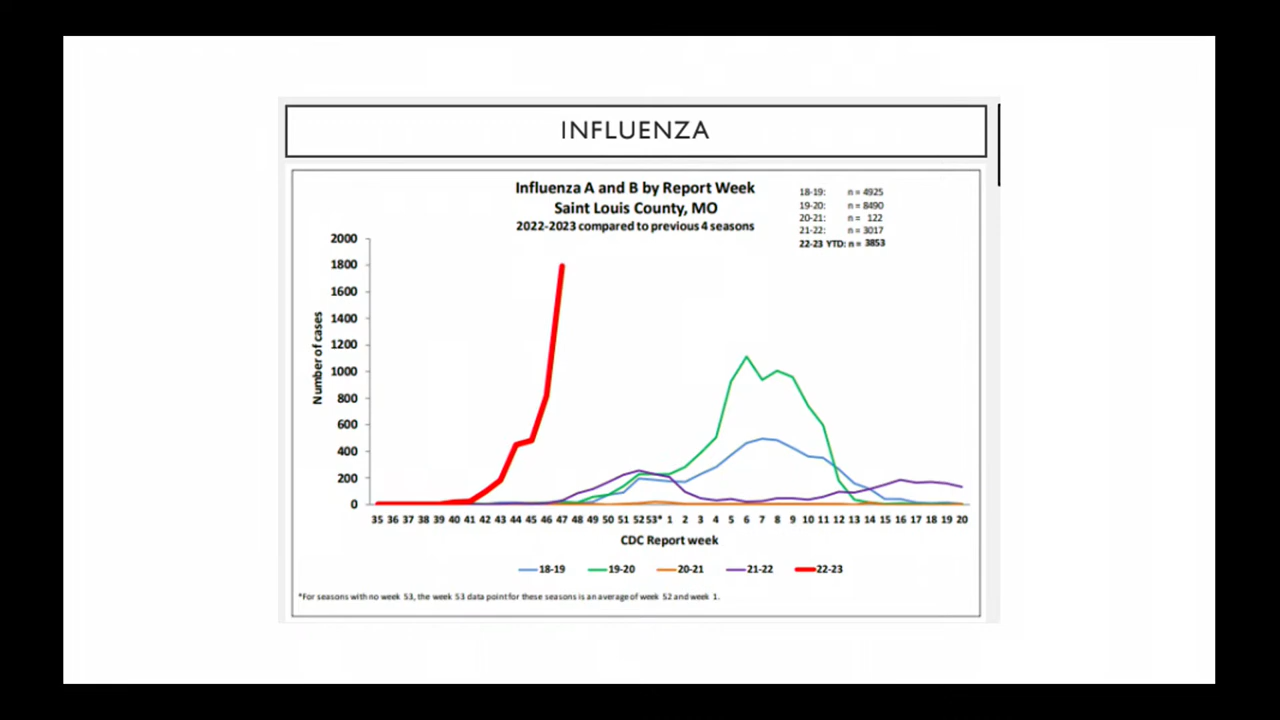 INFLUENZA
Influenza A and B by Report Week
Saint Louis County, MO
2022-2023 compared to previous 4 seasons
18-19: n = 4925
19-20: n = 8490
20-21: n = 122
21-22: n = 3017
22-23 YTD: n = 3853
2000
1800
1600
1400
1200
1000
800
600
400
200
0
Number of cases
35 36 37 38 39 40 41 42 43 44 45 46 47 48 49 50 51 52 53* 1 2 3 4 5 6 7 8 9 10 11 12 13 14 15 16 17 18 19 20
CDC Report week
18-19 19-20 20-21 21-22 22-23
*For seasons with no week 53, the week 53 data point for these seasons is an average of week 52 and week 1.